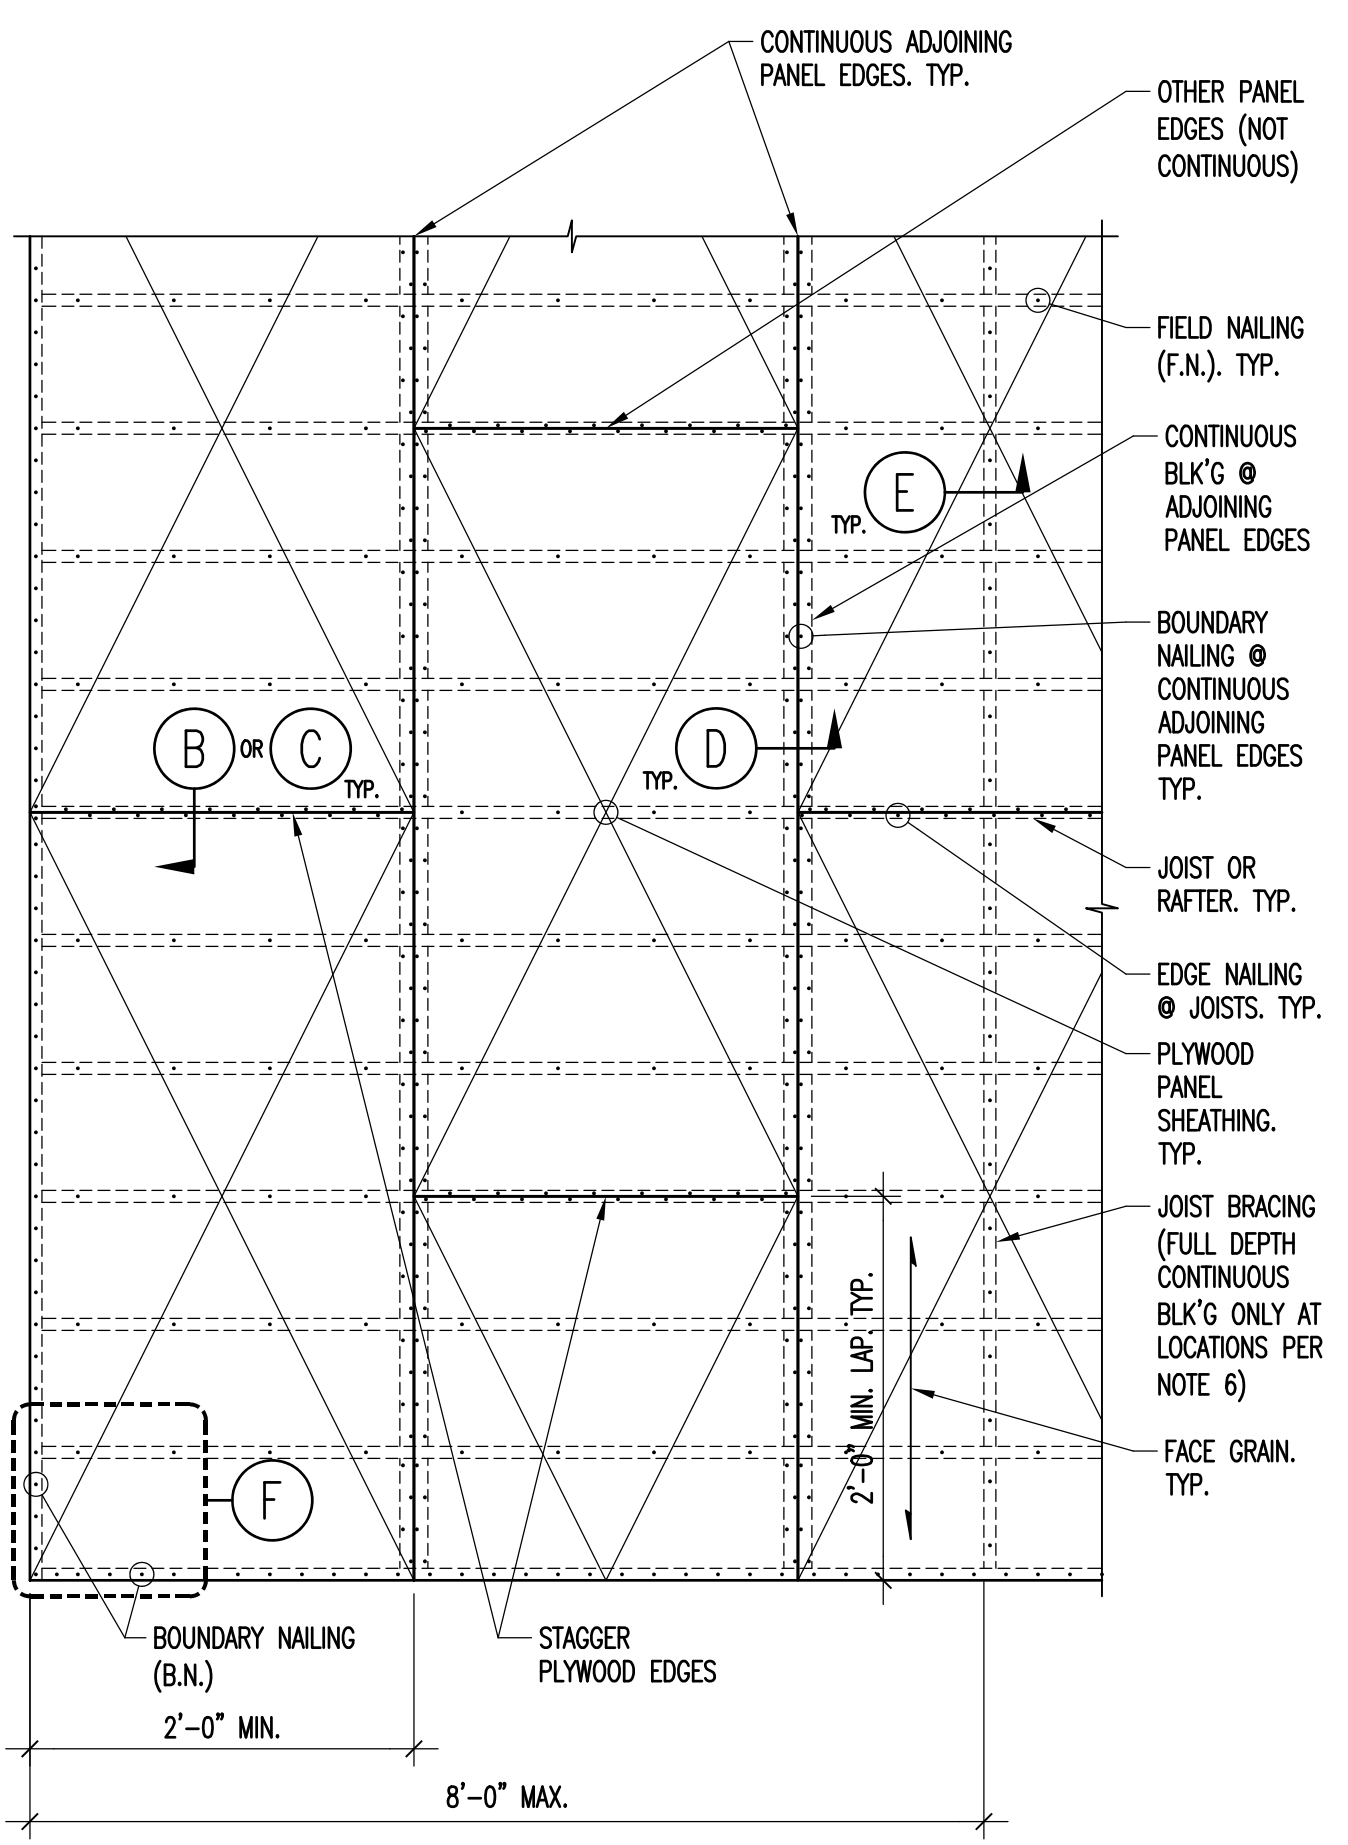 CONTINUOUS ADJOINING
PANEL EDGES. TYP.
OTHER PANEL
EDGES (NOT
CONTINUOUS)
FIELD NAILING
(F.N.). TYP.
CONTINUOUS
BLK'G @
ADJOINING
PANEL EDGES
E
TYP.
BOUNDARY
NAILING @
CONTINUOUS
ADJOINING
PANEL EDGES
TYP.
B OR C
TYP.
D
TYP.
JOIST OR
RAFTER. TYP.
EDGE NAILING
@ JOISTS. TYP.
PLYWOOD
PANEL
SHEATHING.
TYP.
JOIST BRACING
(FULL DEPTH
CONTINUOUS
BLK'G ONLY AT
LOCATIONS PER
NOTE 6)
2'-0" MIN. LAP. TYP.
FACE GRAIN.
TYP.
F
BOUNDARY NAILING
(B.N.)
STAGGER
PLYWOOD EDGES
2'-0" MIN.
8'-0" MAX.